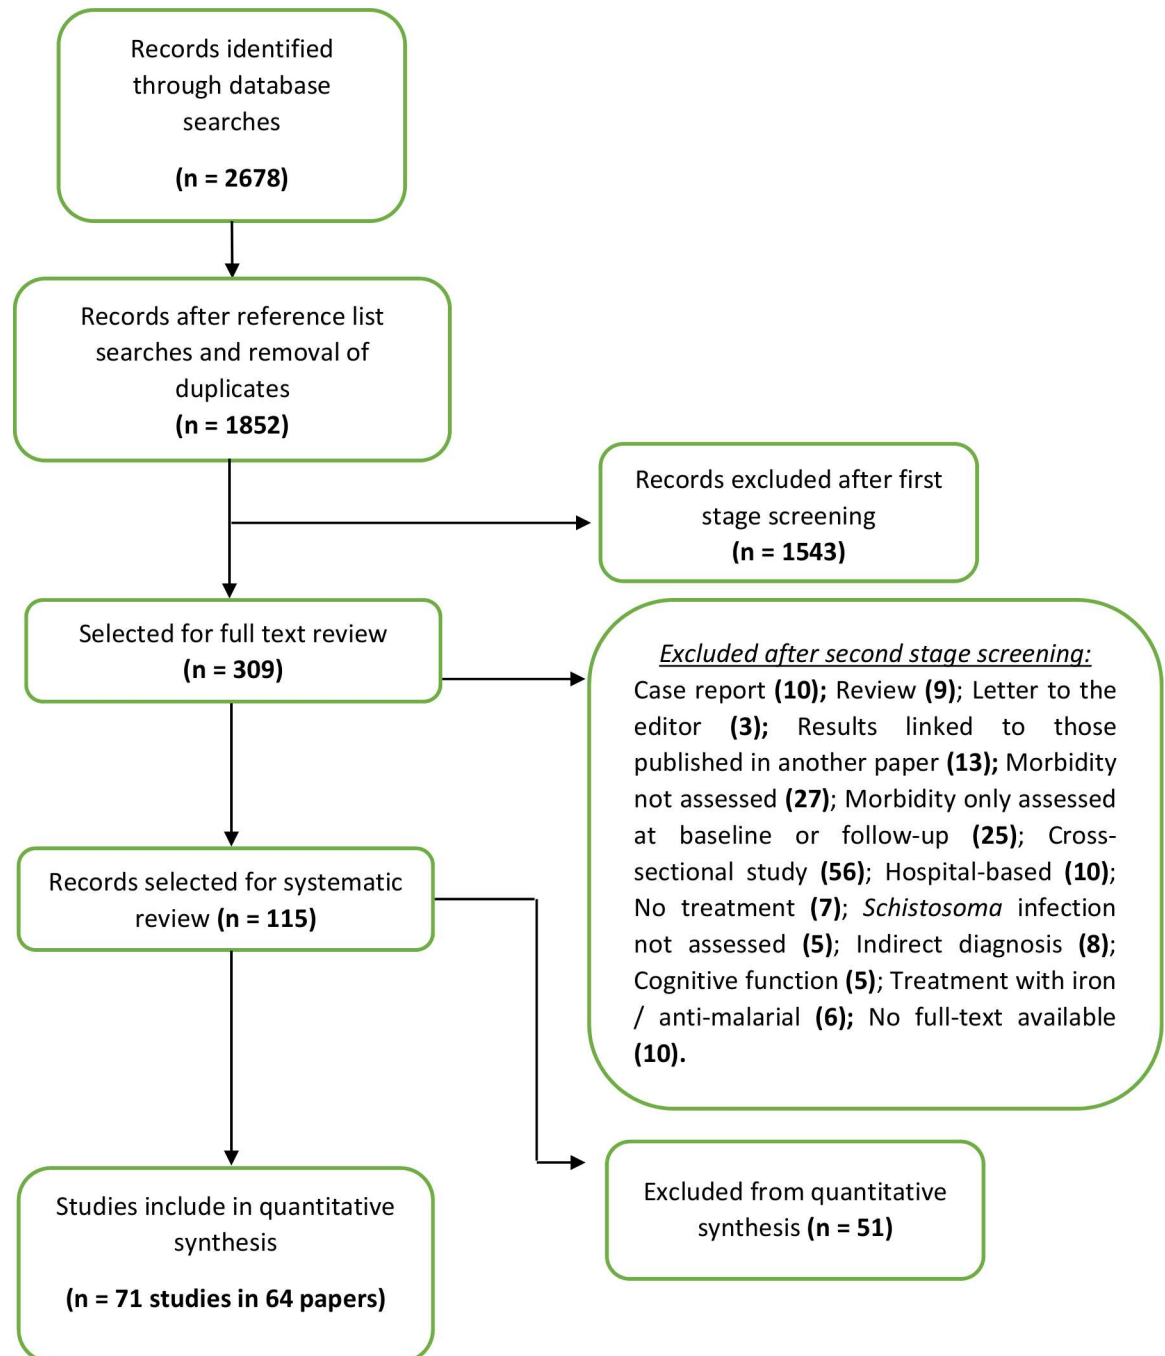 Records identified
through database
searches
(n = 2678)
Records after reference list
searches and removal of
duplicates
(n = 1852)
Records excluded after first
stage screening
(n = 1543)
Selected for full text review
(n = 309)
Excluded after second stage screening:
Case report (10); Review (9); Letter to the
editor (3); Results linked to those
published in another paper (13); Morbidity
not assessed (27); Morbidity only assessed
at baseline or follow-up (25); Cross-
sectional study (56); Hospital-based (10);
No treatment (7); Schistosoma infection
not assessed (5); Indirect diagnosis (8);
Cognitive function (5); Treatment with iron
/ anti-malarial (6); No full-text available
(10).
Records selected for systematic
review (n = 115)
Excluded from quantitative
synthesis (n = 51)
Studies include in quantitative
synthesis
(n = 71 studies in 64 papers)